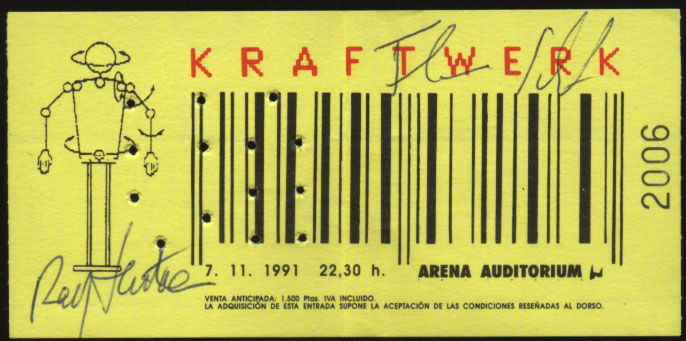 KRAFTWERK
2006
7. 11. 1991 22,30 h. ARENA AUDITORIUM
VENTA ANTICIPADA: 1.500 Ptas. IVA INCLUIDO.
LA ADQUISICIÓN DE ESTA ENTRADA SUPONE LA ACEPTACIÓN DE LAS CONDICIONES RESEÑADAS AL DORSO.